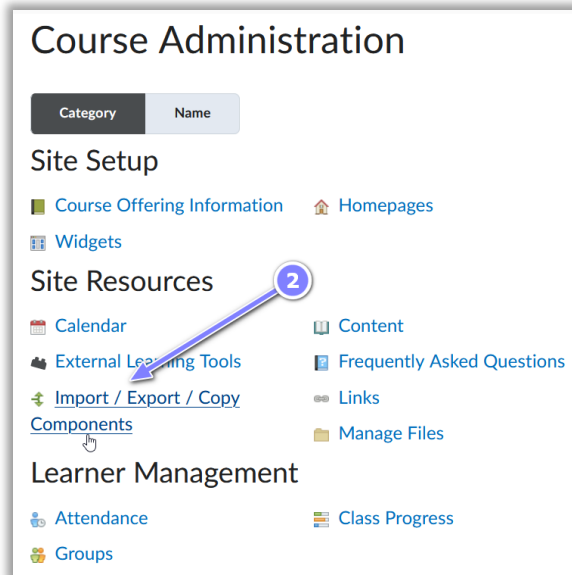 Course Administration
Category Name
Site Setup
Course Offering Information Homepages
Widgets
Site Resources
2
Calendar Content
External Learning Tools Frequently Asked Questions
Import / Export / Copy Links
Components Manage Files
Learner Management
Attendance Class Progress
Groups